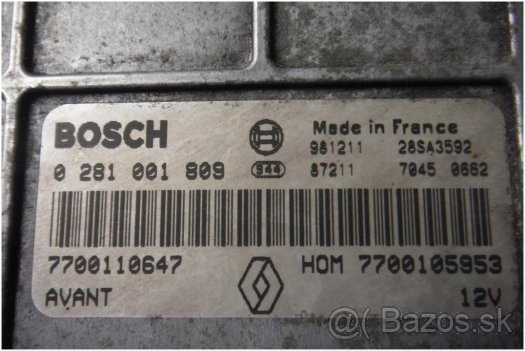 BOSCH
Made in France
981211 28SA3592
0 281 001 809
87211 7045 0662
7700110647
HOM 7700105953
AVANT
12V
@( Bazos.sk